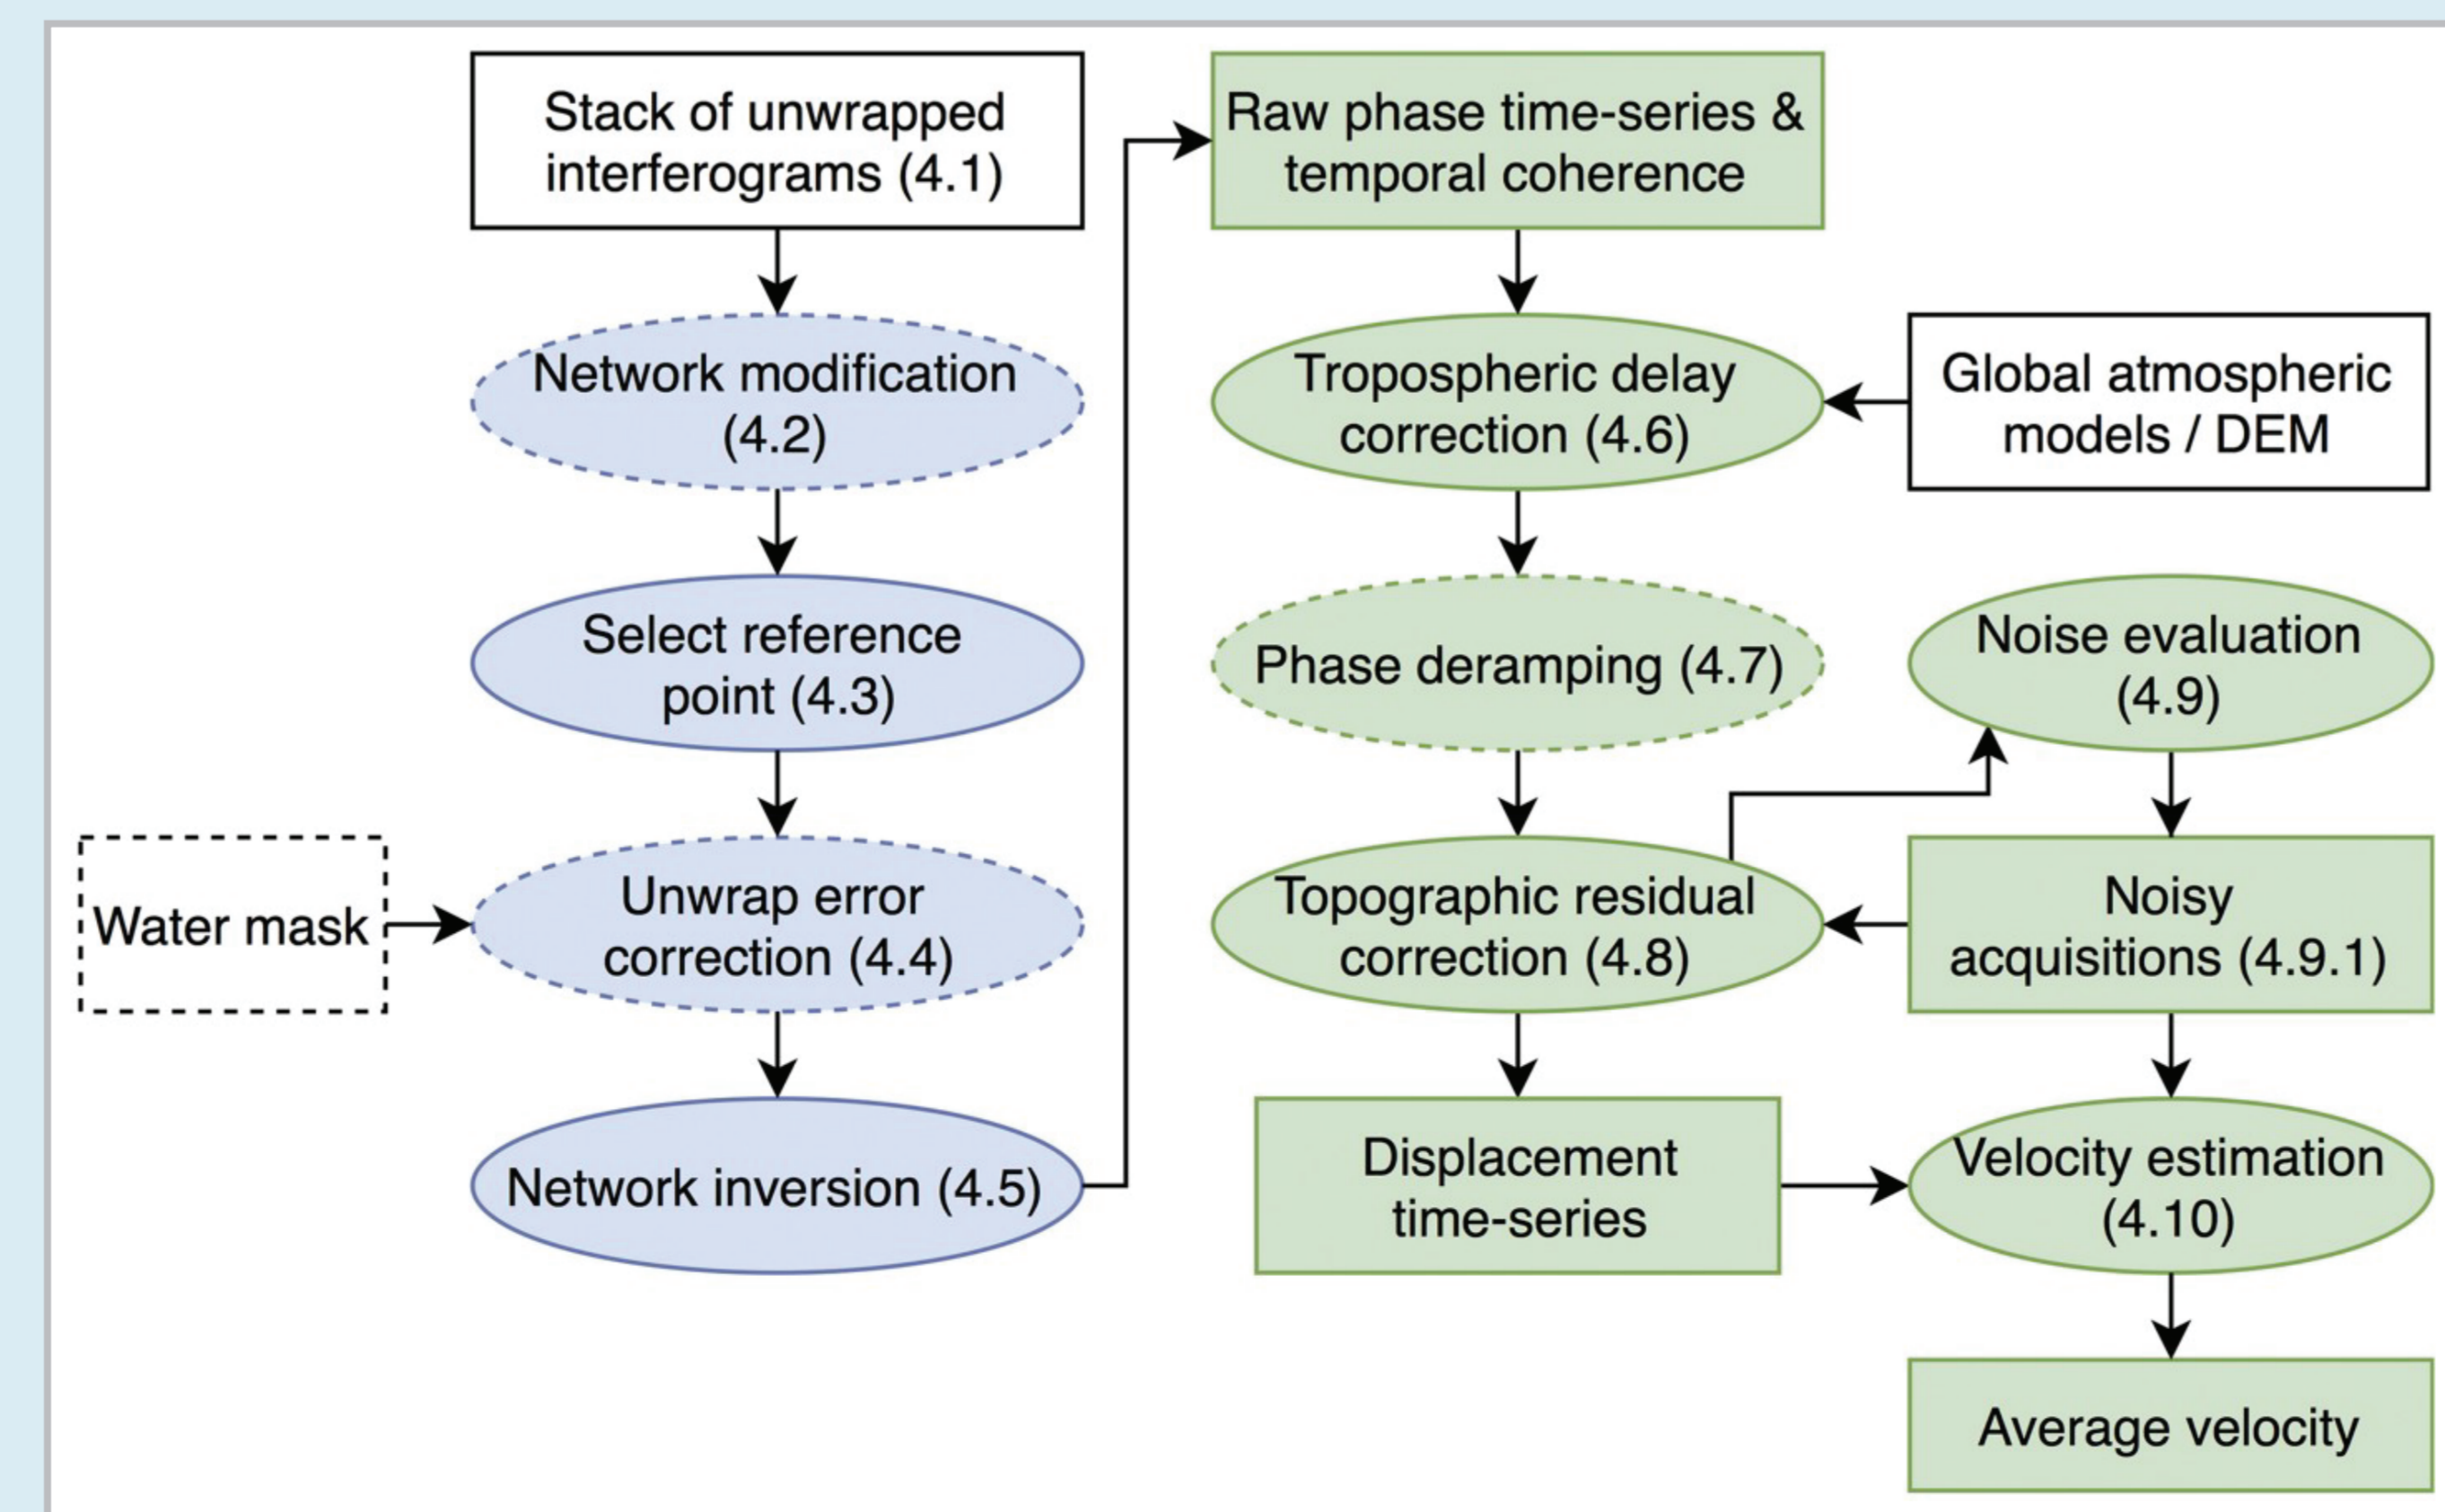 Stack of unwrapped
interferograms (4.1)
Network modification
(4.2)
Select reference
point (4.3)
Water mask
Unwrap error
correction (4.4)
Network inversion (4.5)
Raw phase time-series &
temporal coherence
Tropospheric delay
correction (4.6)
Global atmospheric
models / DEM
Phase deramping (4.7)
Noise evaluation
(4.9)
Topographic residual
correction (4.8)
Noisy
acquisitions (4.9.1)
Displacement
time-series
Velocity estimation
(4.10)
Average velocity